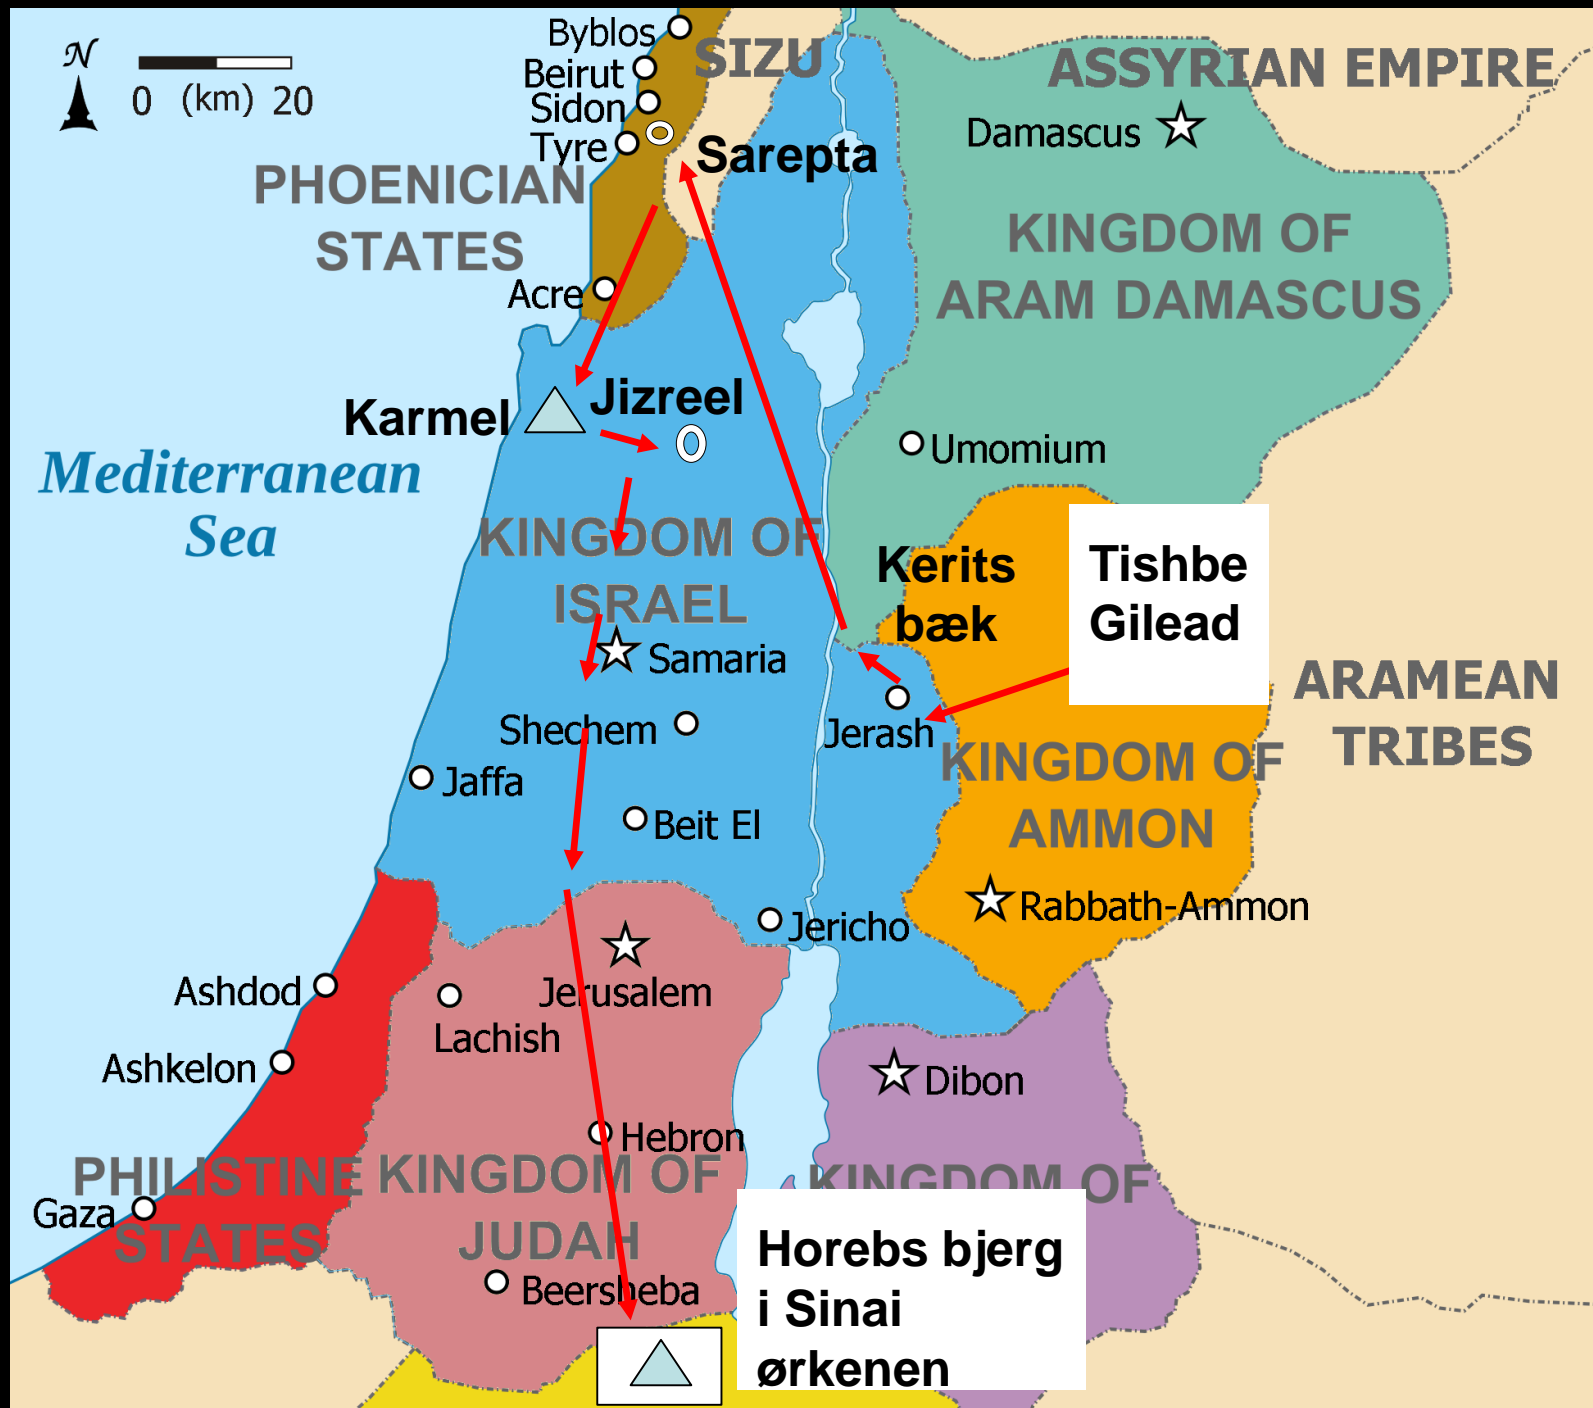 N
0 (km) 20
Byblos
Beirut
Sidon
Tyre
SIZU
Sarepta
ASSYRIAN EMPIRE
Damascus
PHOENICIAN
STATES
KINGDOM OF
ARAM DAMASCUS
Acre
Karmel
Jizreel
Umomium
Mediterranean
Sea
KINGDOM OF
ISRAEL
Kerits
bæk
Tishbe
Gilead
Samaria
ARAMEAN
TRIBES
Shechem
Jerash
KINGDOM OF
AMMON
Jaffa
Beit El
Rabbath-Ammon
Jericho
Jerusalem
Ashdod
Lachish
Ashkelon
Dibon
Hebron
PHILISTINE
STATES
KINGDOM OF
JUDAH
KINGDOM OF
Gaza
Beersheba
Horebs bjerg
i Sinai
ørkenen